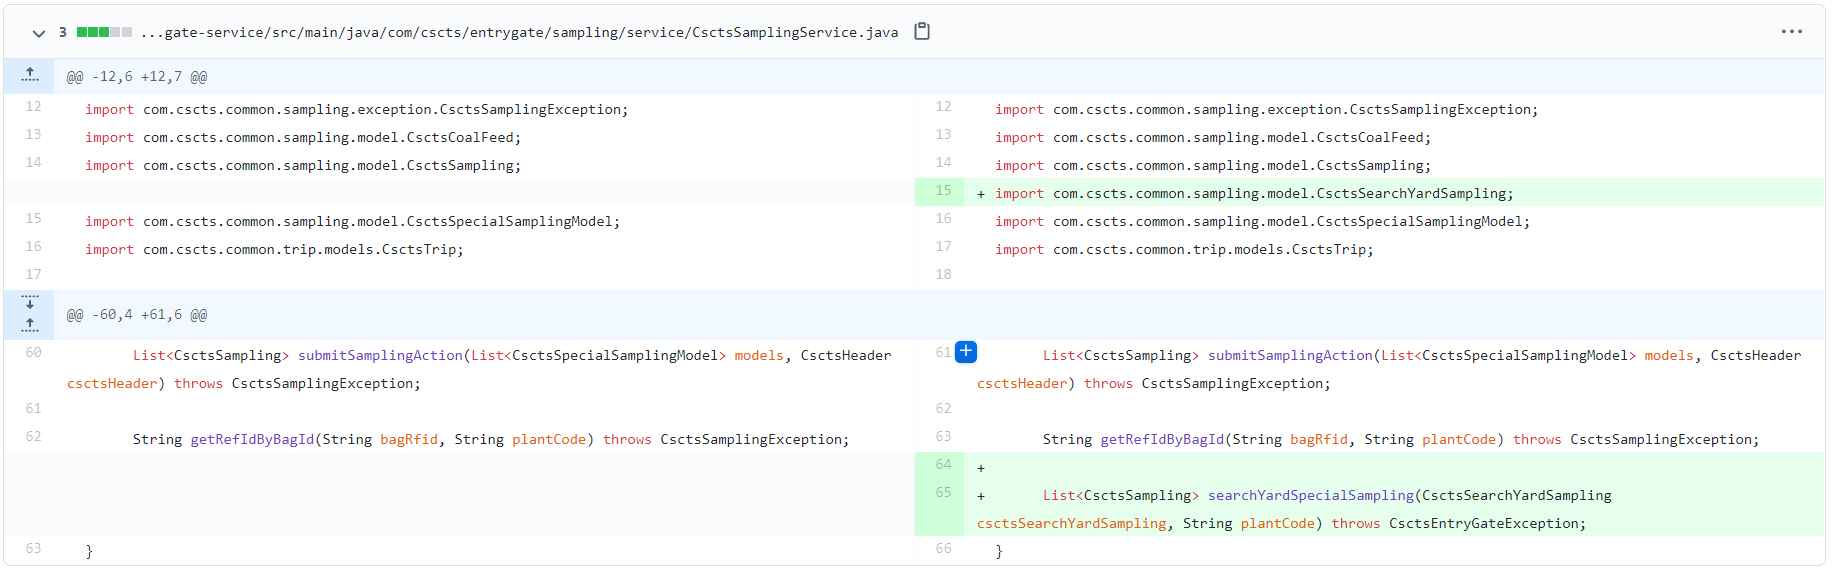 3 ...gate-service/src/main/java/com/cscts/entrygate/sampling/service/CsctsSamplingService.java
@@ -12,6 +12,7 @@
12 import com.cscts.common.sampling.exception.CsctsSamplingException;
13 import com.cscts.common.sampling.model.CsctsCoalFeed;
14 import com.cscts.common.sampling.model.CsctsSampling;
15 import com.cscts.common.sampling.model.CsctsSpecialSamplingModel;
16 import com.cscts.common.trip.models.CsctsTrip;
17
12 import com.cscts.common.sampling.exception.CsctsSamplingException;
13 import com.cscts.common.sampling.model.CsctsCoalFeed;
14 import com.cscts.common.sampling.model.CsctsSampling;
15 + import com.cscts.common.sampling.model.CsctsSearchYardSampling;
16 import com.cscts.common.sampling.model.CsctsSpecialSamplingModel;
17 import com.cscts.common.trip.models.CsctsTrip;
18
@@ -60,4 +61,6 @@
60 List<CsctsSampling> submitSamplingAction(List<CsctsSpecialSamplingModel> models, CsctsHeader
csctsHeader) throws CsctsSamplingException;
61
62 String getRefIdByBagId(String bagRfid, String plantCode) throws CsctsSamplingException;
63 }
61 List<CsctsSampling> submitSamplingAction(List<CsctsSpecialSamplingModel> models, CsctsHeader
csctsHeader) throws CsctsSamplingException;
62
63 String getRefIdByBagId(String bagRfid, String plantCode) throws CsctsSamplingException;
64 +
65 + List<CsctsSampling> searchYardSpecialSampling(CsctsSearchYardSampling
csctsSearchYardSampling, String plantCode) throws CsctsEntryGateException;
66 }